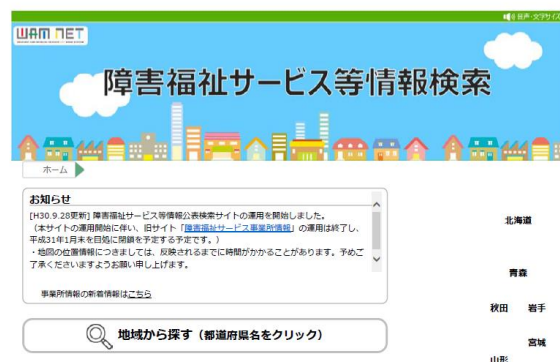 音声・文字サイズ
WAM NET
障害福祉サービス等情報検索
ホーム
お知らせ
[H30.9.28更新] 障害福祉サービス等情報公表検索サイトの運用を開始しました。
（本サイトの運用開始に伴い、旧サイト「障害福祉サービス事業所情報」の運用は終了し、
平成31年1月末を目処に閉鎖を予定する予定です。）
・地図の位置情報につきましては、反映されるまでに時間がかかることがあります。予めご
了承くださいますようお願い申し上げます。
事業所情報の新着情報はこちら
地域から探す（都道府県名をクリック）
北海道
青森
秋田 岩手
宮城
山形